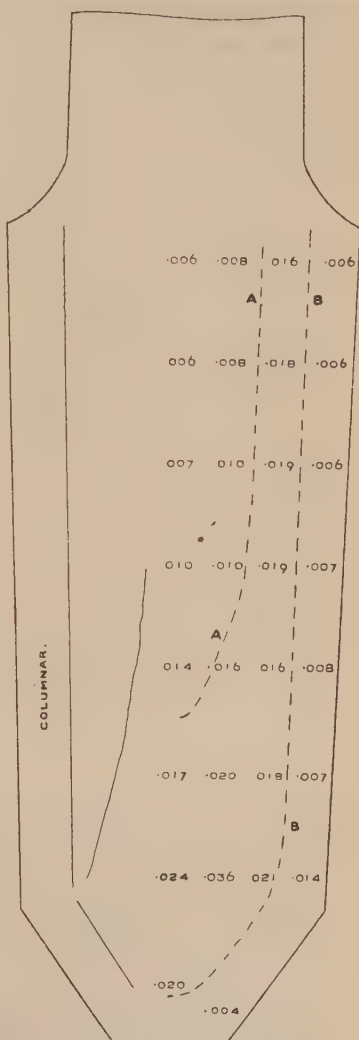 ·006 ·008 016 ·006
A B
006 ·008 ·018 ·006
007 010 ·019 ·006
010 ·010 ·019 ·007
A
014 ·016 016 ·008
COLUMNAR.
·017 ·020 018 ·007
B
·024 ·036 021 ·014
·020
·004